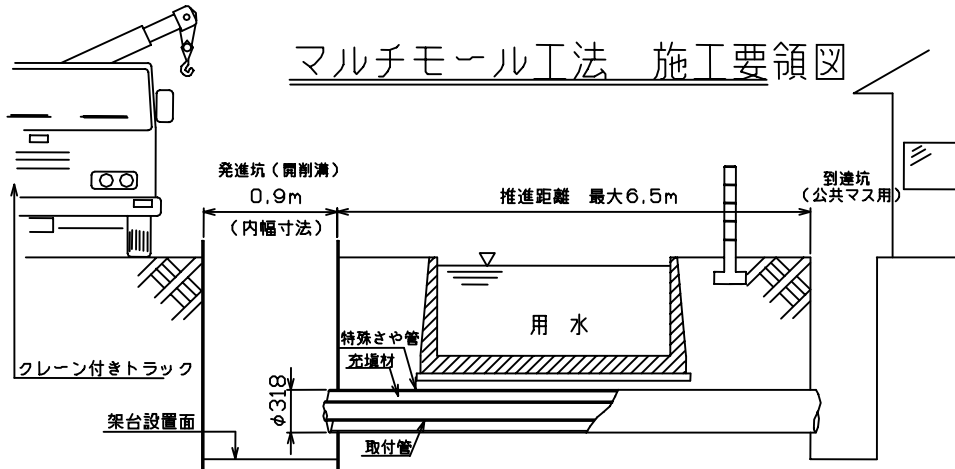 マルチモール工法 施工要領図
発進坑(開削溝)
0.9m
(内幅寸法)
推進距離 最大6.5m
到達坑
(公共マス用)
用 水
特殊さや管
充塡材
クレーン付きトラック
φ318
架台設置面
取付管